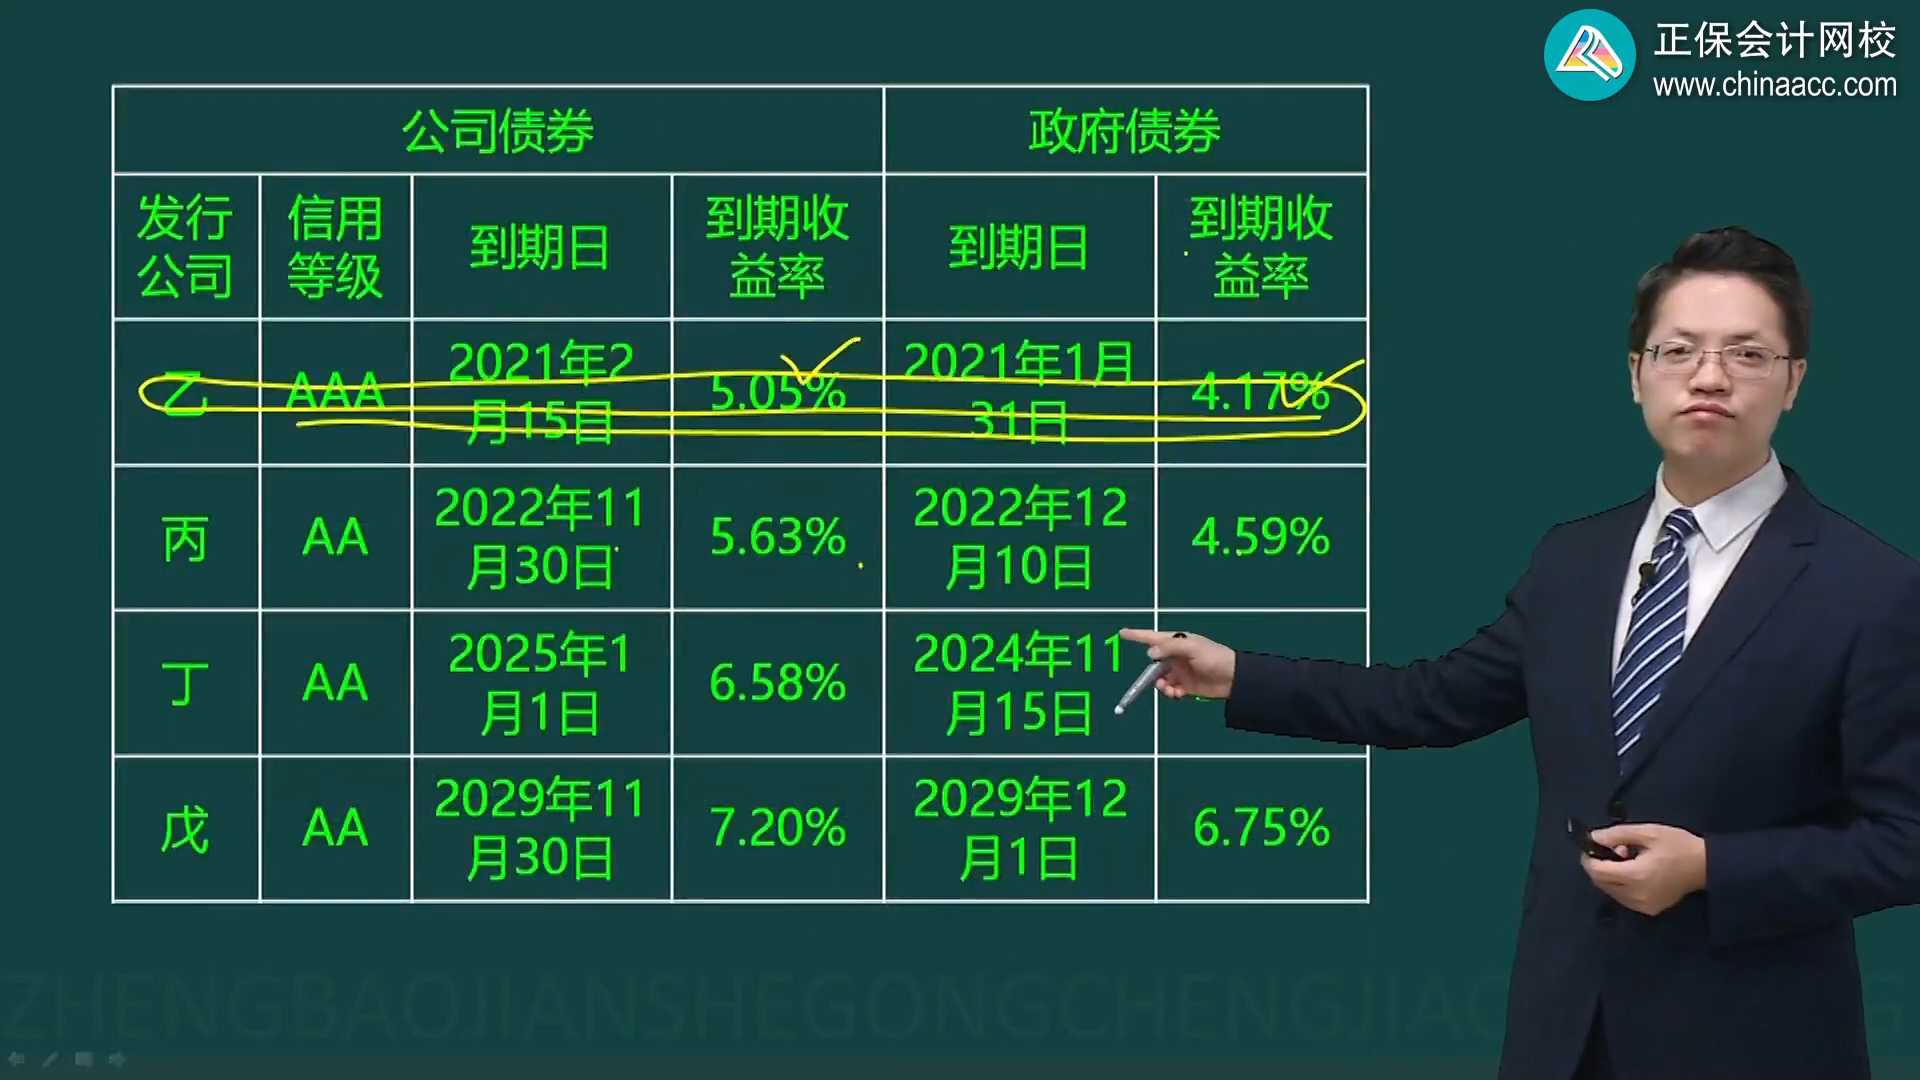 正保会计网校
www.chinaacc.com
公司债券
政府债券
发行
公司
信用
等级
到期日
到期收
益率
到期日
到期收
益率
乙
AAA
2021年2
月15日
5.05%
2021年1月
31日
4.17%
丙
AA
2022年11
月30日
5.63%
2022年12
月10日
4.59%
丁
AA
2025年1
月1日
6.58%
2024年11
月15日
戊
AA
2029年11
月30日
7.20%
2029年12
月1日
6.75%
ZHENGBAOJIANSHEGONGCHENGJIAO